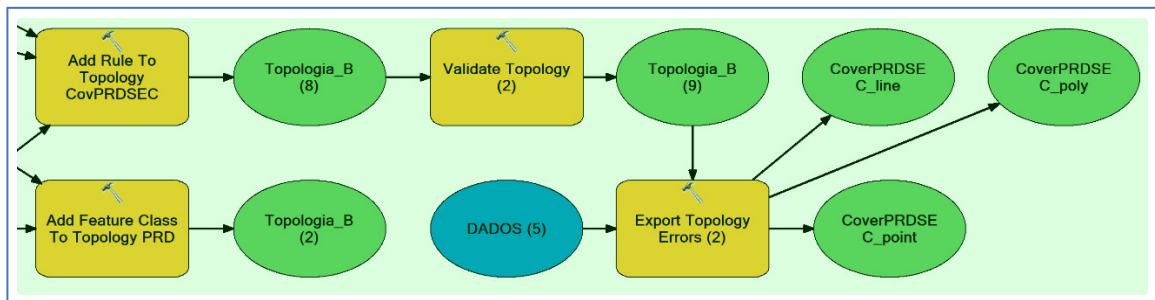 Add Rule To
Topology
CovPRDSEC
Topologia_B
(8)
Validate Topology
(2)
Topologia_B
(9)
CoverPRDSE
C_line
CoverPRDSE
C_poly
Add Feature Class
To Topology PRD
Topologia_B
(2)
DADOS (5)
Export Topology
Errors (2)
CoverPRDSE
C_point